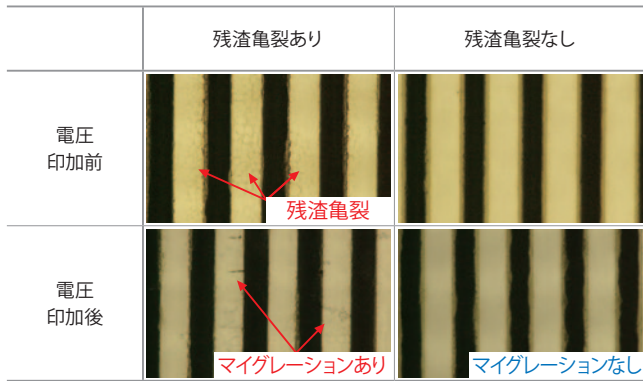 残渣亀裂あり
残渣亀裂なし
電圧
印加前
残渣亀裂
電圧
印加後
マイグレーションあり
マイグレーションなし